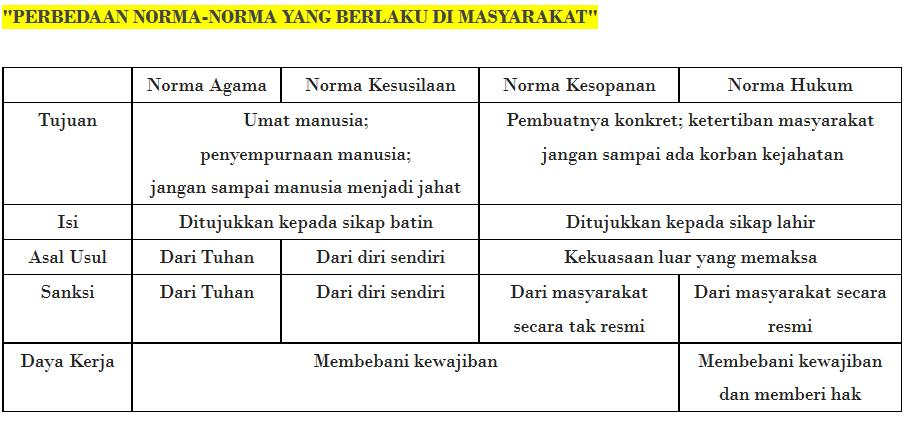 "PERBEDAAN NORMA-NORMA YANG BERLAKU DI MASYARAKAT"
Norma Agama Norma Kesusilaan Norma Kesopanan Norma Hukum
Tujuan Umat manusia; Pembuatnya konkret; ketertiban masyarakat
penyempurnaan manusia; jangan sampai ada korban kejahatan
jangan sampai manusia menjadi jahat
Isi Ditujukkan kepada sikap batin Ditujukkan kepada sikap lahir
Asal Usul Dari Tuhan Dari diri sendiri Kekuasaan luar yang memaksa
Sanksi Dari Tuhan Dari diri sendiri Dari masyarakat Dari masyarakat secara
secara tak resmi resmi
Daya Kerja Membebani kewajiban Membebani kewajiban
dan memberi hak